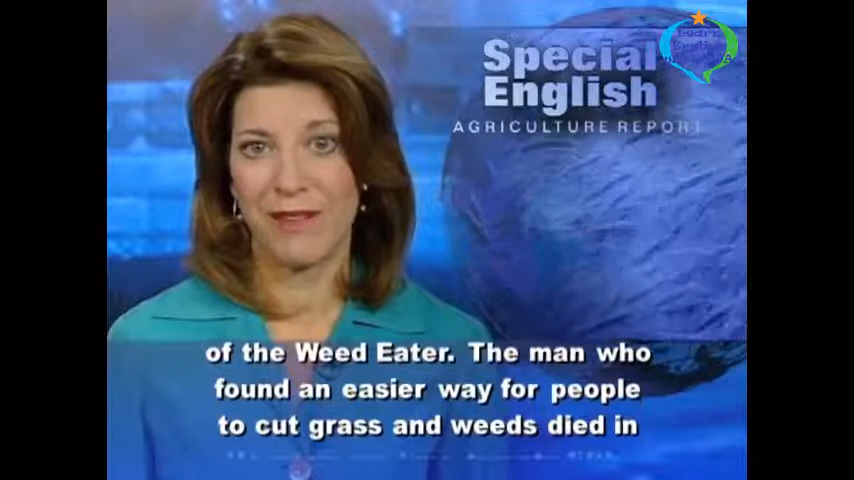 Special
English
AGRICULTURE REPORT
of the Weed Eater. The man who
found an easier way for people
to cut grass and weeds died in